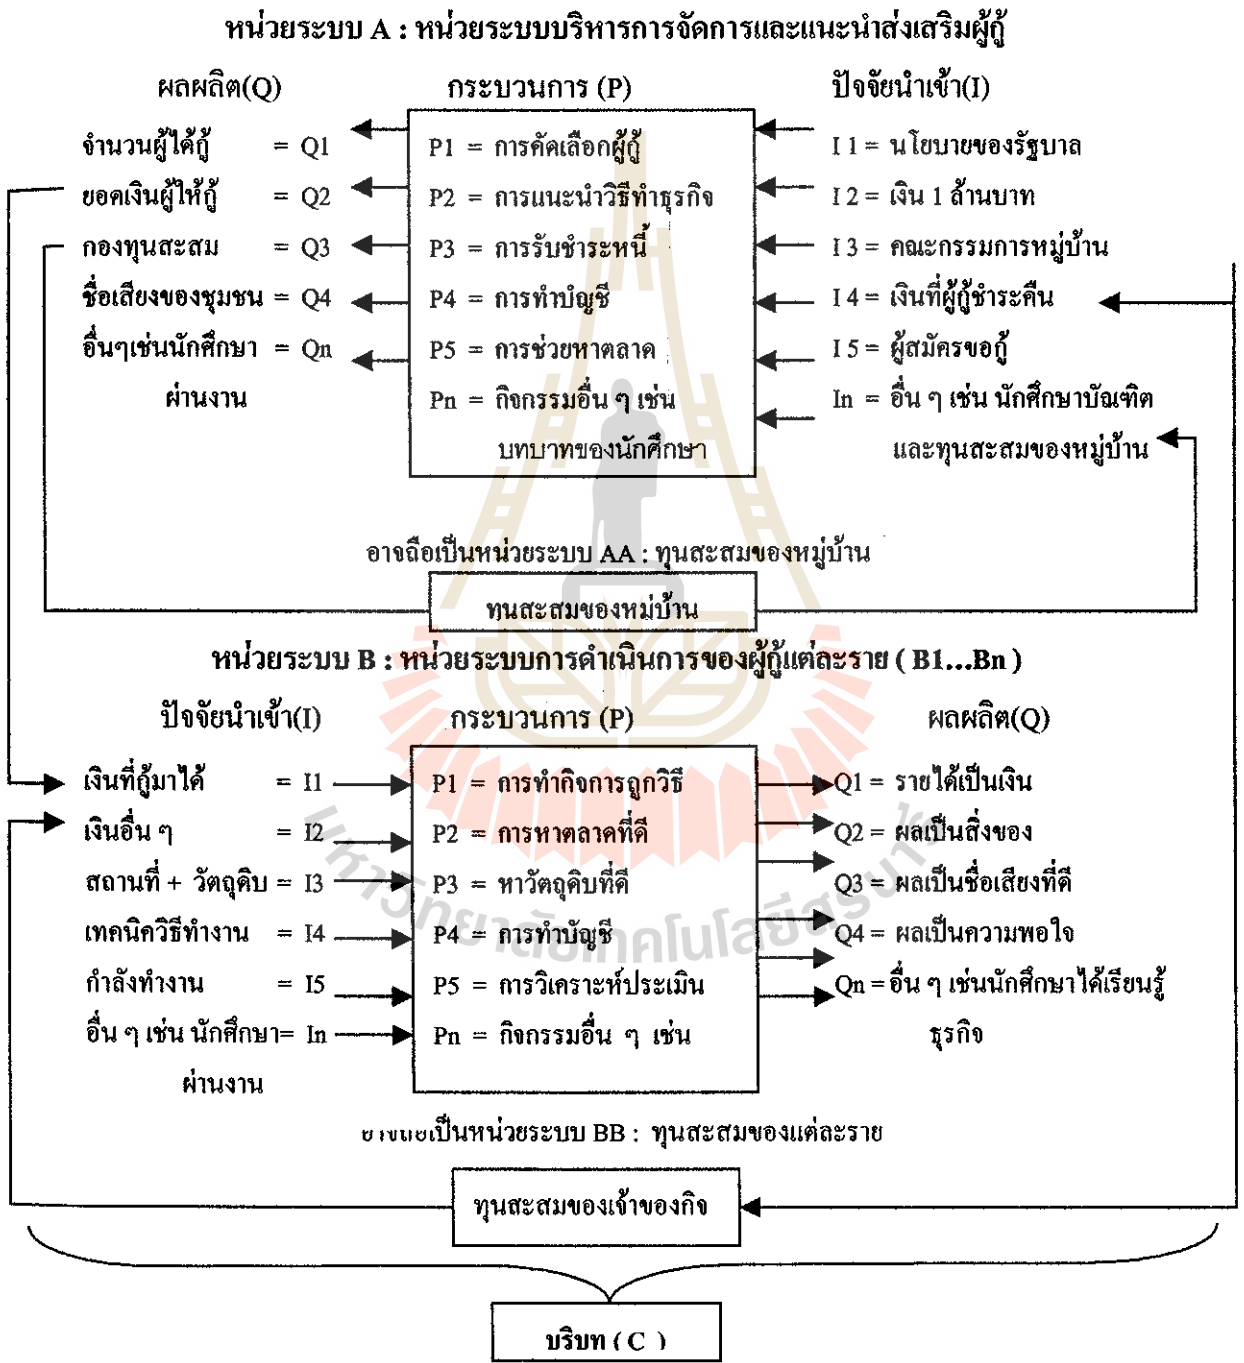 หน่วยระบบ A : หน่วยระบบบริหารการจัดการและแนะนำส่งเสริมผู้กู้
ผลผลิต(Q) กระบวนการ (P) ปัจจัยนำเข้า(I)
จำนวนผู้ได้กู้ = Q1 P1 = การคัดเลือกผู้กู้ I 1 = นโยบายของรัฐบาล
ยอดเงินผู้ให้กู้ = Q2 P2 = การแนะนำวิธีทำธุรกิจ I 2 = เงิน 1 ล้านบาท
กองทุนสะสม = Q3 P3 = การรับชำระหนี้ I 3 = คณะกรรมการหมู่บ้าน
ชื่อเสียงของชุมชน = Q4 P4 = การทำบัญชี I 4 = เงินที่ผู้กู้ชำระคืน
อื่นๆเช่นนักศึกษา = Qn P5 = การช่วยหาตลาด I 5 = ผู้สมัครขอกู้
ผ่านงาน Pn = กิจกรรมอื่น ๆ เช่น In = อื่น ๆ เช่น นักศึกษาบัณฑิต
บทบาทของนักศึกษา และทุนสะสมของหมู่บ้าน
อาจถือเป็นหน่วยระบบ AA : ทุนสะสมของหมู่บ้าน
ทุนสะสมของหมู่บ้าน
หน่วยระบบ B : หน่วยระบบการดำเนินการของผู้กู้แต่ละราย ( B1...Bn )
ปัจจัยนำเข้า(I) กระบวนการ (P) ผลผลิต(Q)
เงินที่กู้มาได้ = I1 P1 = การทำกิจการถูกวิธี Q1 = รายได้เป็นเงิน
เงินอื่น ๆ = I2 P2 = การหาตลาดที่ดี Q2 = ผลเป็นสิ่งของ
สถานที่ + วัตถุดิบ = I3 P3 = หาวัตถุดิบที่ดี Q3 = ผลเป็นชื่อเสียงที่ดี
เทคนิควิธีทำงาน = I4 P4 = การทำบัญชี Q4 = ผลเป็นความพอใจ
กำลังทำงาน = I5 P5 = การวิเคราะห์ประเมิน Qn = อื่น ๆ เช่นนักศึกษาได้เรียนรู้
อื่น ๆ เช่น นักศึกษา= In Pn = กิจกรรมอื่น ๆ เช่น ธุรกิจ
ผ่านงาน
เป็นหน่วยระบบ BB : ทุนสะสมของแต่ละราย
ทุนสะสมของเจ้าของกิจ
บริบท ( C )
มหาวิทยาลัยเทคโนโลยีสุรนารี